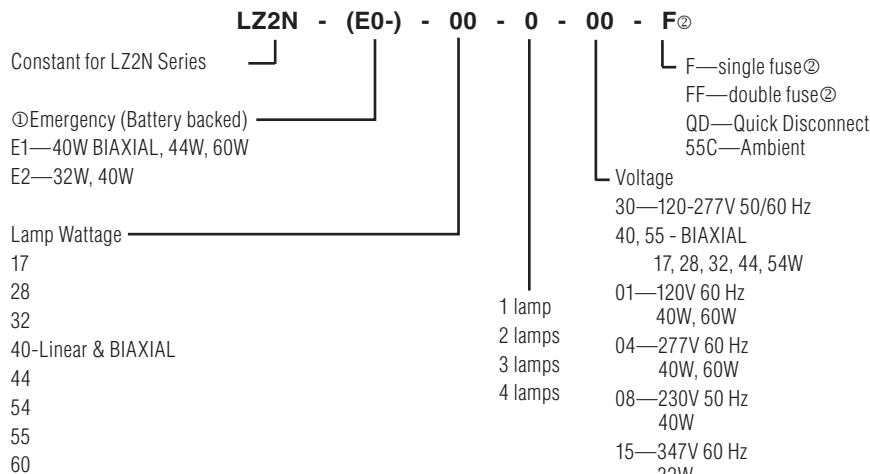 LZ2N - (E0-) - 00 - 0 - 00 - F②
Constant for LZ2N Series
①Emergency (Battery backed)
E1—40W BIAXIAL, 44W, 60W
E2—32W, 40W
Lamp Wattage
17
28
32
40-Linear & BIAXIAL
44
54
55
60
1 lamp
2 lamps
3 lamps
4 lamps
F—single fuse②
FF—double fuse②
QD—Quick Disconnect
55C—Ambient
Voltage
30—120-277V 50/60 Hz
40, 55 - BIAXIAL
17, 28, 32, 44, 54W
01—120V 60 Hz
40W, 60W
04—277V 60 Hz
40W, 60W
08—230V 50 Hz
40W
15—347V 60 Hz
32W